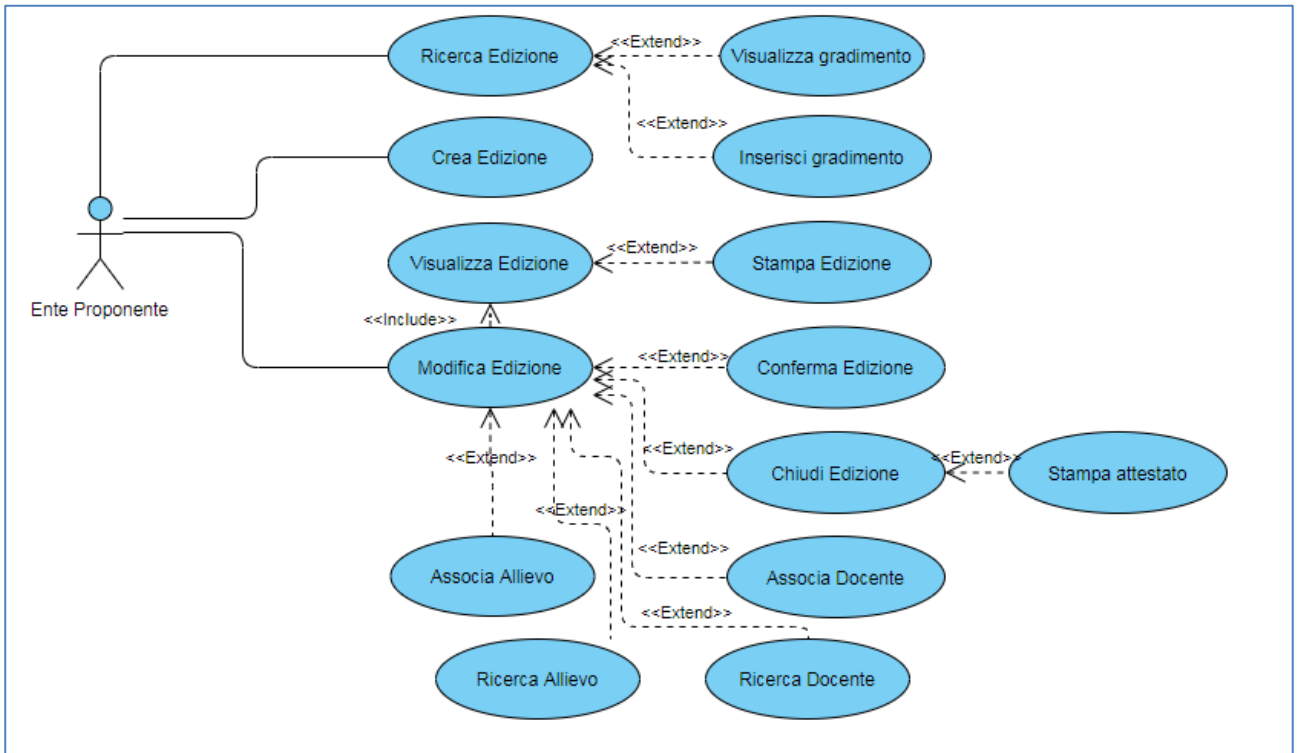 Ricerca Edizione
<<Extend>>
Visualizza gradimento
<<Extend>>
Crea Edizione
Inserisci gradimento
Ente Proponente
Visualizza Edizione
<<Extend>>
Stampa Edizione
<<Include>>
Modifica Edizione
<<Extend>>
Conferma Edizione
<<Extend>>
<<Extend>>
Chiudi Edizione
<<Extend>>
Stampa attestato
<<Extend>>
<<Extend>>
Associa Allievo
Associa Docente
<<Extend>>
Ricerca Allievo
Ricerca Docente